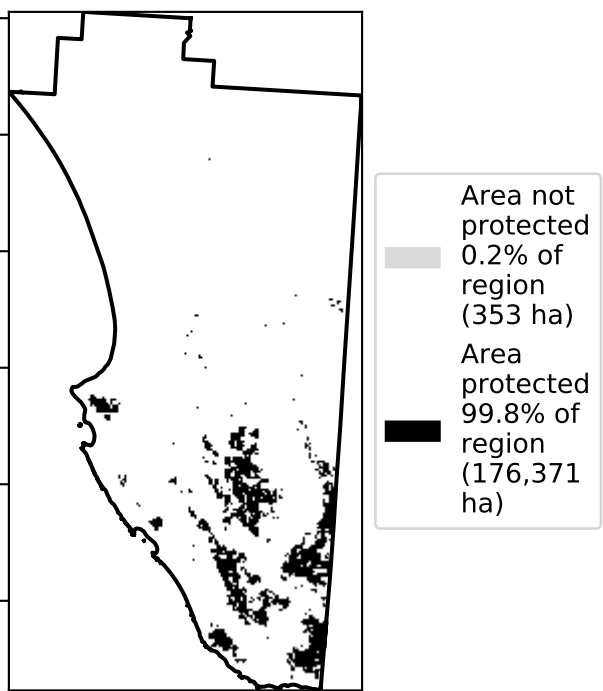 Area not
protected
0.2% of
region
(353 ha)
Area
protected
99.8% of
region
(176,371
ha)